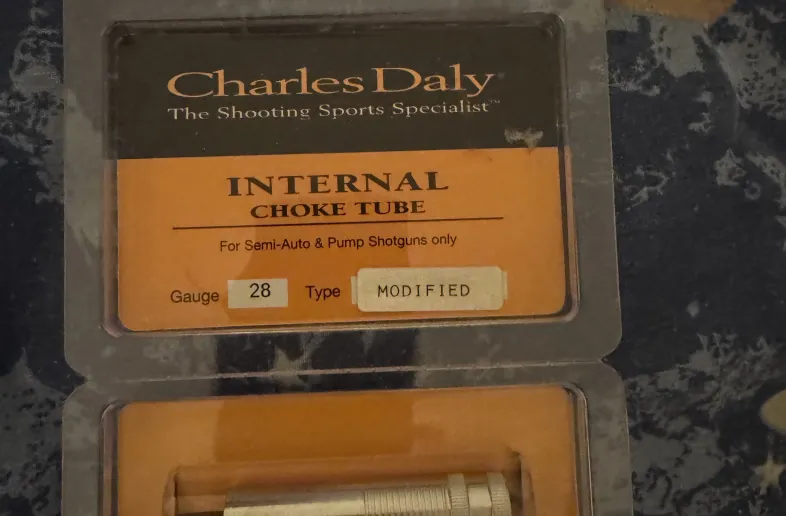 Charles Daly
The Shooting Sports Specialist™
INTERNAL
CHOKE TUBE
For Semi-Auto & Pump Shotguns only
Gauge 28 Type MODIFIED